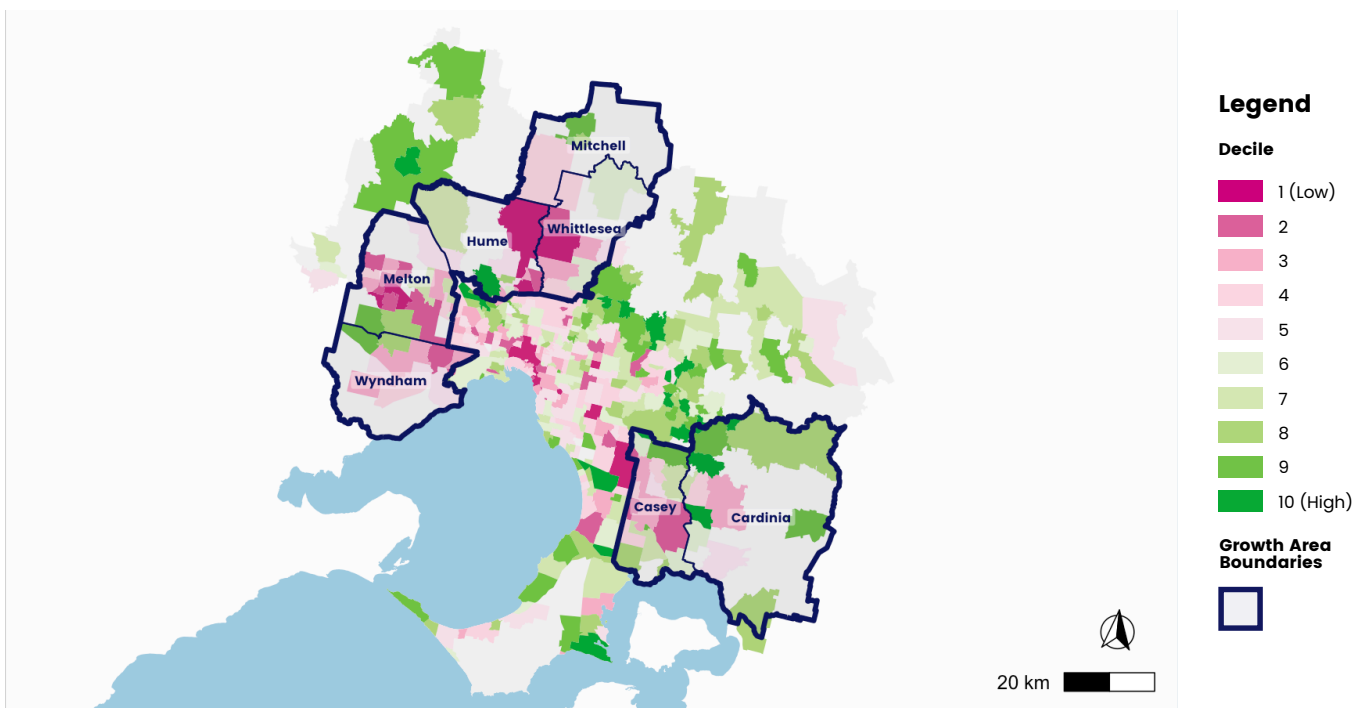 Mitchell
Whittlesea
Hume
Melton
Wyndham
Casey
Cardinia
20 km
Legend
Decile
1 (Low)
2
3
4
5
6
7
8
9
10 (High)
Growth Area
Boundaries